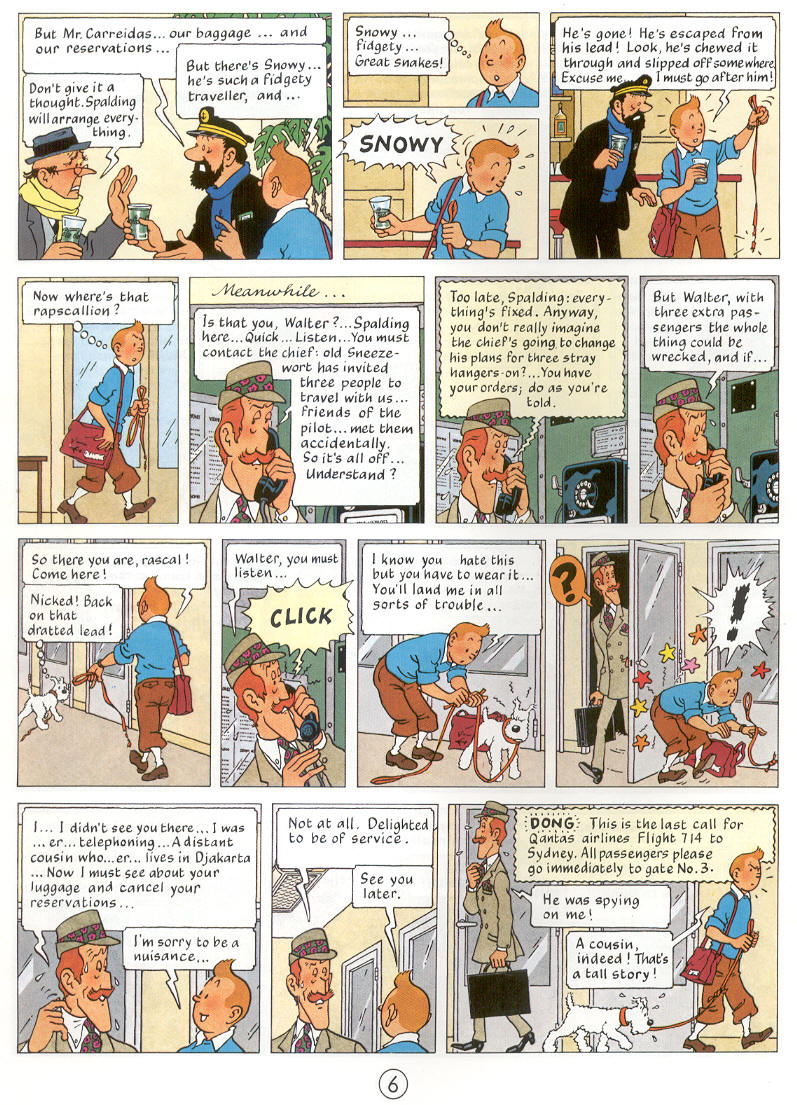 But Mr. Carreidas... our baggage ... and
our reservations...
But there's Snowy...
he's such a fidgety
traveller, and ...
Don't give it a
thought. Spalding
will arrange every-
thing.
Snowy ...
fidgety ...
Great snakes!
SNOWY
He's gone! He's escaped from
his lead! Look, he's chewed it
through and slipped off somewhere.
Excuse me... I must go after him!
Now where's that
rapscallion?
Meanwhile ...
Is that you, Walter?...Spalding
here...Quick...Listen...You must
contact the chief: old Sneeze-
wort has invited
three people to
travel with us...
friends of the
pilot...met them
accidentally.
So it's all off...
Understand?
Too late, Spalding: every-
thing's fixed. Anyway,
you don't really imagine
the chief's going to change
his plans for three stray
hangers-on?...You have
your orders; do as you're
told.
But Walter, with
three extra pas-
sengers the whole
thing could be
wrecked, and if...
So there you are, rascal!
Come here!
Nicked! Back
on that
dratted lead!
Walter, you must
listen...
CLICK
I know you hate this
but you have to wear it...
You'll land me in all
sorts of trouble...
?
!
I... I didn't see you there... I was
...er... telephoning... A distant
cousin who...er... lives in Djakarta
...Now I must see about your
luggage and cancel your
reservations...
I'm sorry to be a
nuisance...
Not at all. Delighted
to be of service.
See you
later.
DONG: This is the last call for
Qantas airlines Flight 714 to
Sydney. All passengers please
go immediately to gate No. 3.
He was spying
on me!
A cousin,
indeed! That's
a tall story!
6